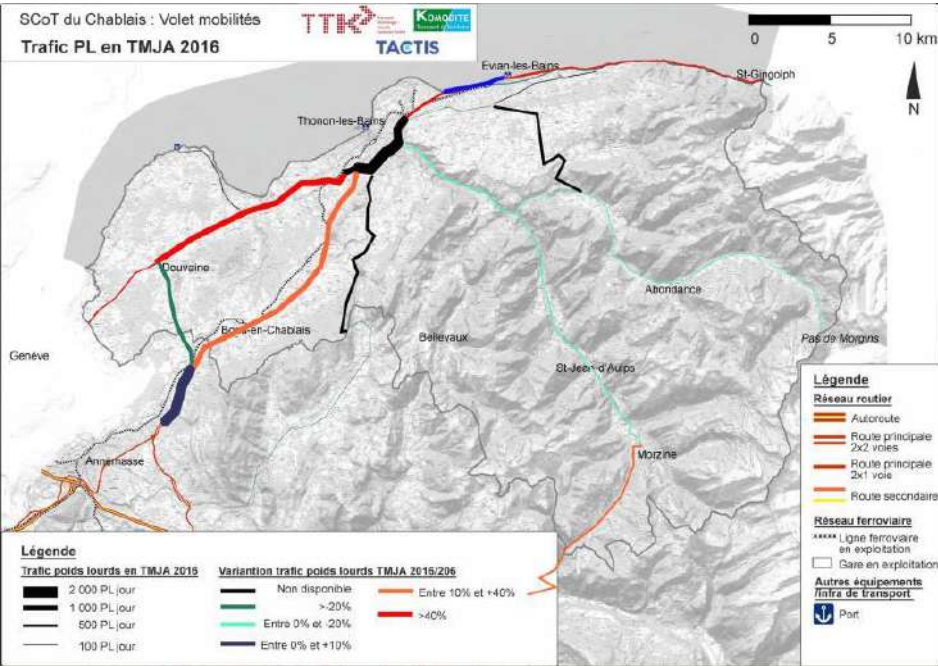 SCoT du Chablais : Volet mobilités
Trafic PL en TMJA 2016
TTK
KOMODITE
TACTIS
0 5 10 km
N
Evian-les-Bains
St-Gingolph
Thonon-les-Bains
Douvaine
Abondance
Bons-en-Chablais
Bellevaux
Pas de Morgins
Genève
St-Jean-d'Aulps
Annemasse
Morzine
Légende
Réseau routier
Autoroute
Route principale
2x2 voies
Route principale
2x1 voie
Route secondaire
Réseau ferroviaire
Ligne ferroviaire
en exploitation
Gare en exploitation
Autres équipements
/infra de transport
Port
Légende
Trafic poids lourds en TMJA 2016
2 000 PL jour
1 000 PL jour
500 PL jour
100 PL jour
Variantion trafic poids lourds TMJA 2016/206
Non disponible
>-20%
Entre 0% et -20%
Entre 0% et +10%
Entre 10% et +40%
>40%